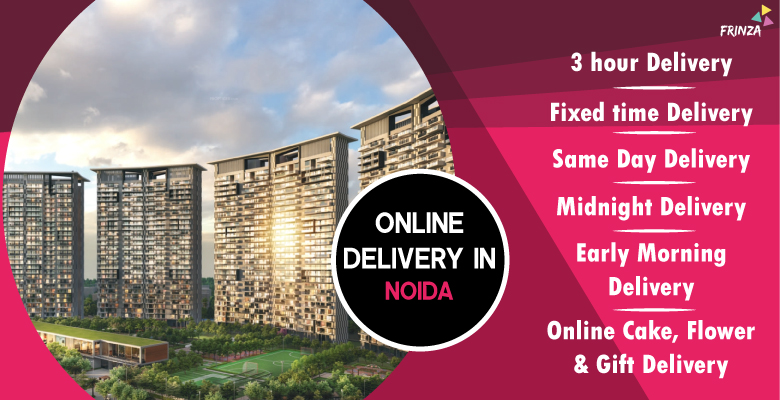 FRINZA
3 hour Delivery
Fixed time Delivery
Same Day Delivery
Midnight Delivery
Early Morning
Delivery
Online Cake, Flower
& Gift Delivery
ONLINE
DELIVERY IN
NOIDA